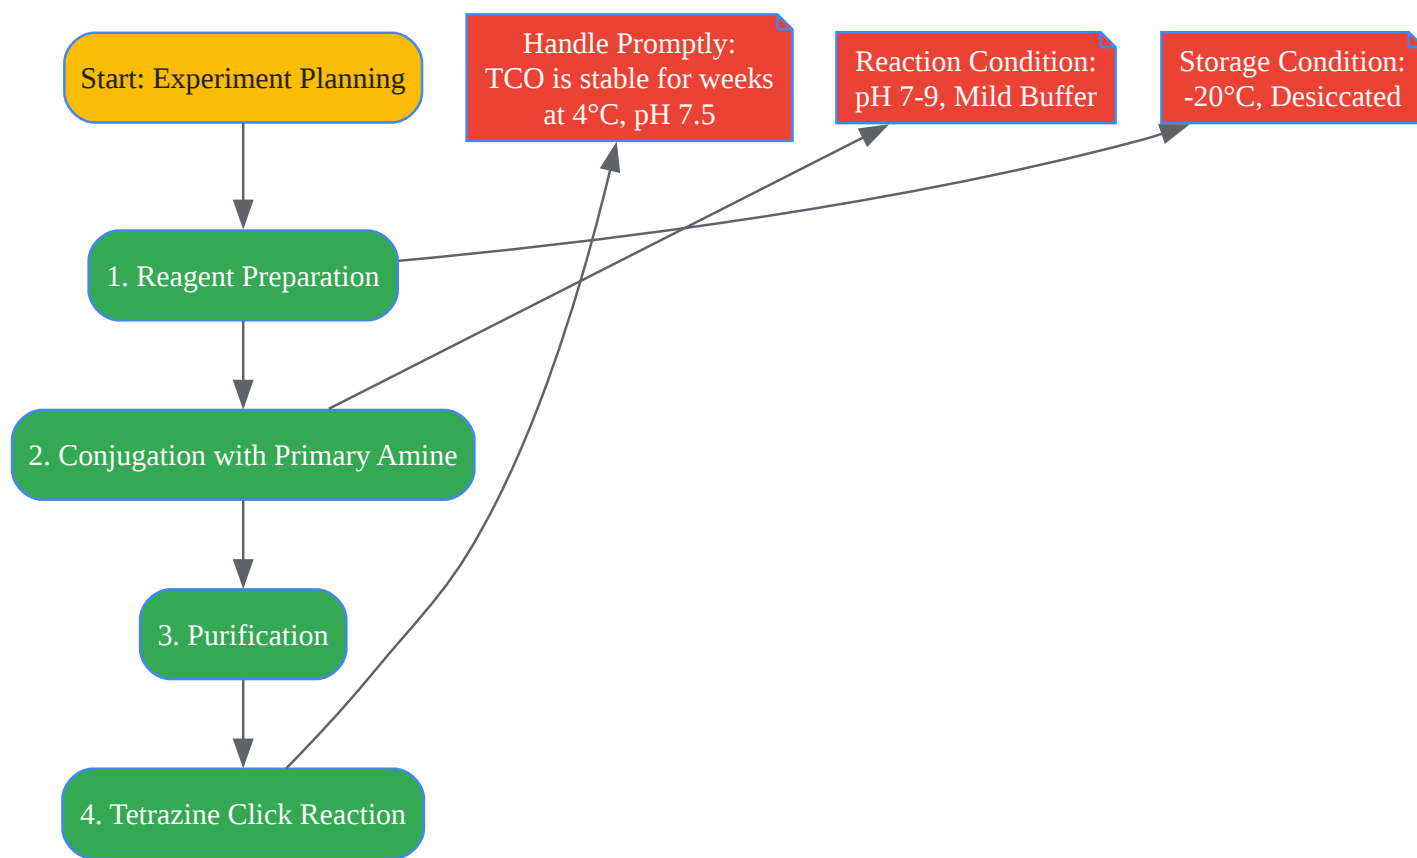 Start: Experiment Planning
Handle Promptly:
TCO is stable for weeks
at 4°C, pH 7.5
Reaction Condition:
pH 7-9, Mild Buffer
Storage Condition:
-20°C, Desiccated
1. Reagent Preparation
2. Conjugation with Primary Amine
3. Purification
4. Tetrazine Click Reaction